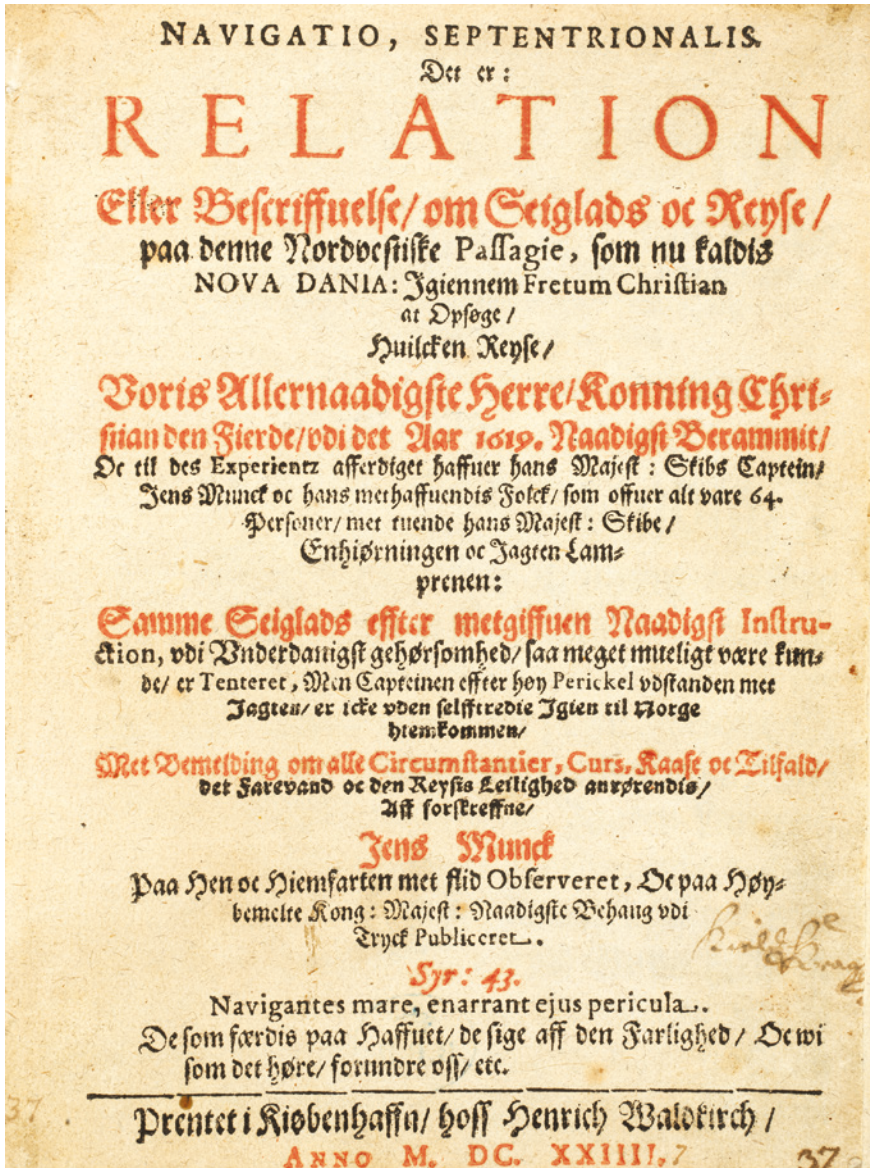 NAVIGATIO, SEPTENTRIONALIS.
Det er:
RELATION
Eller Bescriffuelse/ om Seiglads oc Reyse/
paa denne Nordvestiske Passagie, som nu kaldis
NOVA DANIA: Igiennem Fretum Christian
at Opsøge/
Huilcken Reyse/
Voris Allernaadigste Herre/ Konning Chri-
stian den Fierde/ vdi det Aar 1619. Naadigst Berammit/
Oc til des Experientz afferdiget haffuer hans Majest: Skibs Captein/
Jens Munck oc hans methaffuendis Folck/ som offuer alt vare 64.
Personer/ met tuende hans Majest: Skibe/
Enhiørningen oc Jagten Lam-
prenen:
Samme Seiglads effter metgiffuen Naadigst Instru-
ction, vdi Vnderdanigst gehørsomhed/ saa meget mueligt være kun-
de/ er Tenteret, Men Capteinen effter høy Perickel vdstanden met
Jagten/ er icke vden selfftredie Igien til Norge
hiemkommen/
Met Bemelding om alle Circumstantier, Curs, Kaase oc Tilfald/
det Farevand oc den Reysis Leilighed anrørendis/
Aff forskreffne/
Jens Munck
Paa Hen oc Hiemfarten met flid Observeret, Oc paa Høy-
bemelte Kong: Majest: Naadigste Behaug vdi
Tryck Publiceret.
Syr: 43.
Navigantes mare, enarrant ejus pericula.
De som færdis paa Haffuet/ de sige aff den Farlighed/ Oc wi
som det høre/ forundre oss/ etc.
Prentet i Kiøbenhaffn/ hoss Henrich Waldkirch/
ANNO M. DC. XXIIII. 7
37
37